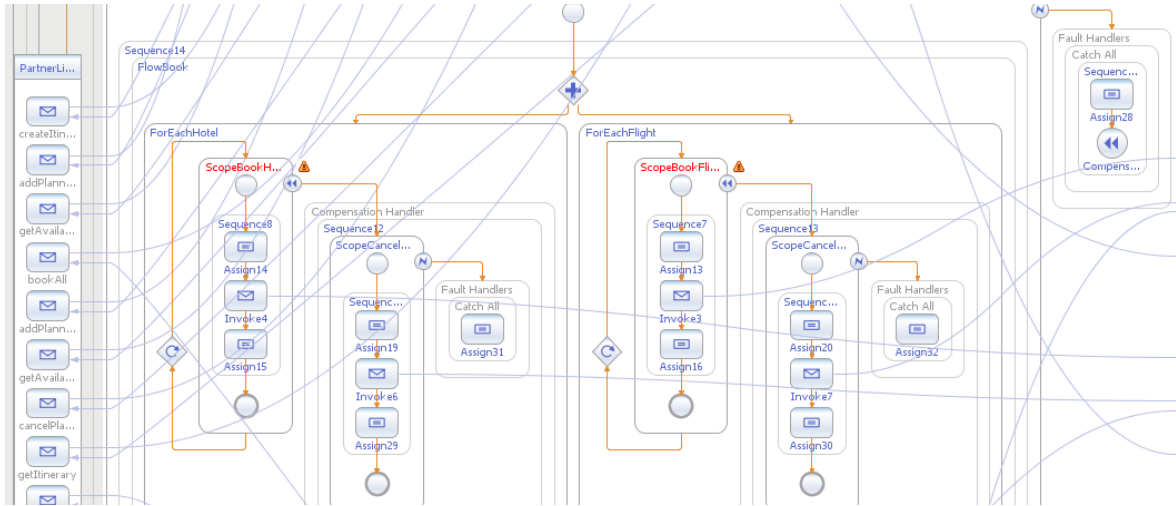 PartnerLi...
createItin...
addPlann...
getAvaila...
bookAll
addPlann...
getAvaila...
cancelPla...
getItinerary
Sequence14
FlowBook
ForEachHotel
ScopeBookH...
Sequence8
Assign14
Invoke4
Assign15
Compensation Handler
Sequence12
ScopeCancel...
Sequenc...
Assign19
Invoke6
Assign29
Fault Handlers
Catch All
Assign31
ForEachFlight
ScopeBookFli...
Sequence7
Assign13
Invoke3
Assign16
Compensation Handler
Sequence13
ScopeCancel...
Sequenc...
Assign20
Invoke7
Assign30
Fault Handlers
Catch All
Assign32
Fault Handlers
Catch All
Sequenc...
Assign28
Compens...